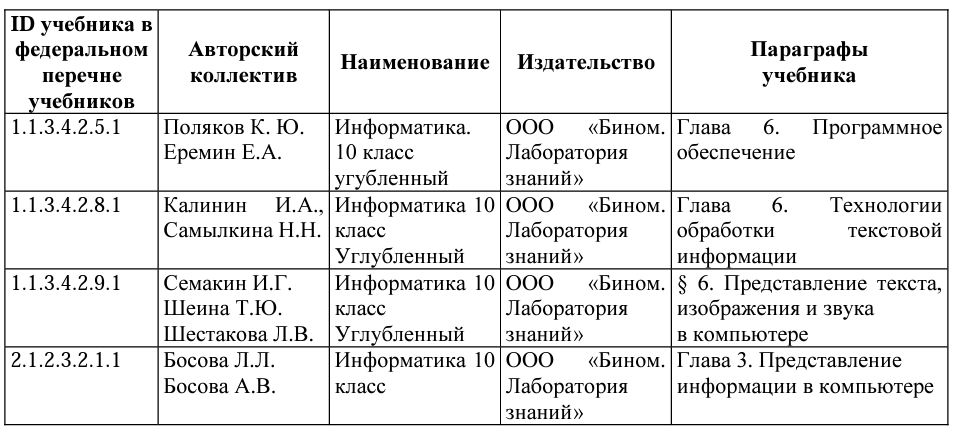 ID учебника в
федеральном
перечне
учебников
Авторский
коллектив
Наименование
Издательство
Параграфы
учебника
1.1.3.4.2.5.1
Поляков К. Ю.
Еремин Е.А.
Информатика.
10 класс
угубленный
ООО «Бином.
Лаборатория
знаний»
Глава 6. Программное
обеспечение
1.1.3.4.2.8.1
Калинин И.А.,
Самылкина Н.Н.
Информатика 10
класс
Углубленный
ООО «Бином.
Лаборатория
знаний»
Глава 6. Технологии
обработки текстовой
информации
1.1.3.4.2.9.1
Семакин И.Г.
Шеина Т.Ю.
Шестакова Л.В.
Информатика 10
класс
Углубленный
ООО «Бином.
Лаборатория
знаний»
§ 6. Представление текста,
изображения и звука
в компьютере
2.1.2.3.2.1.1
Босова Л.Л.
Босова А.В.
Информатика 10
класс
ООО «Бином.
Лаборатория
знаний»
Глава 3. Представление
информации в компьютере